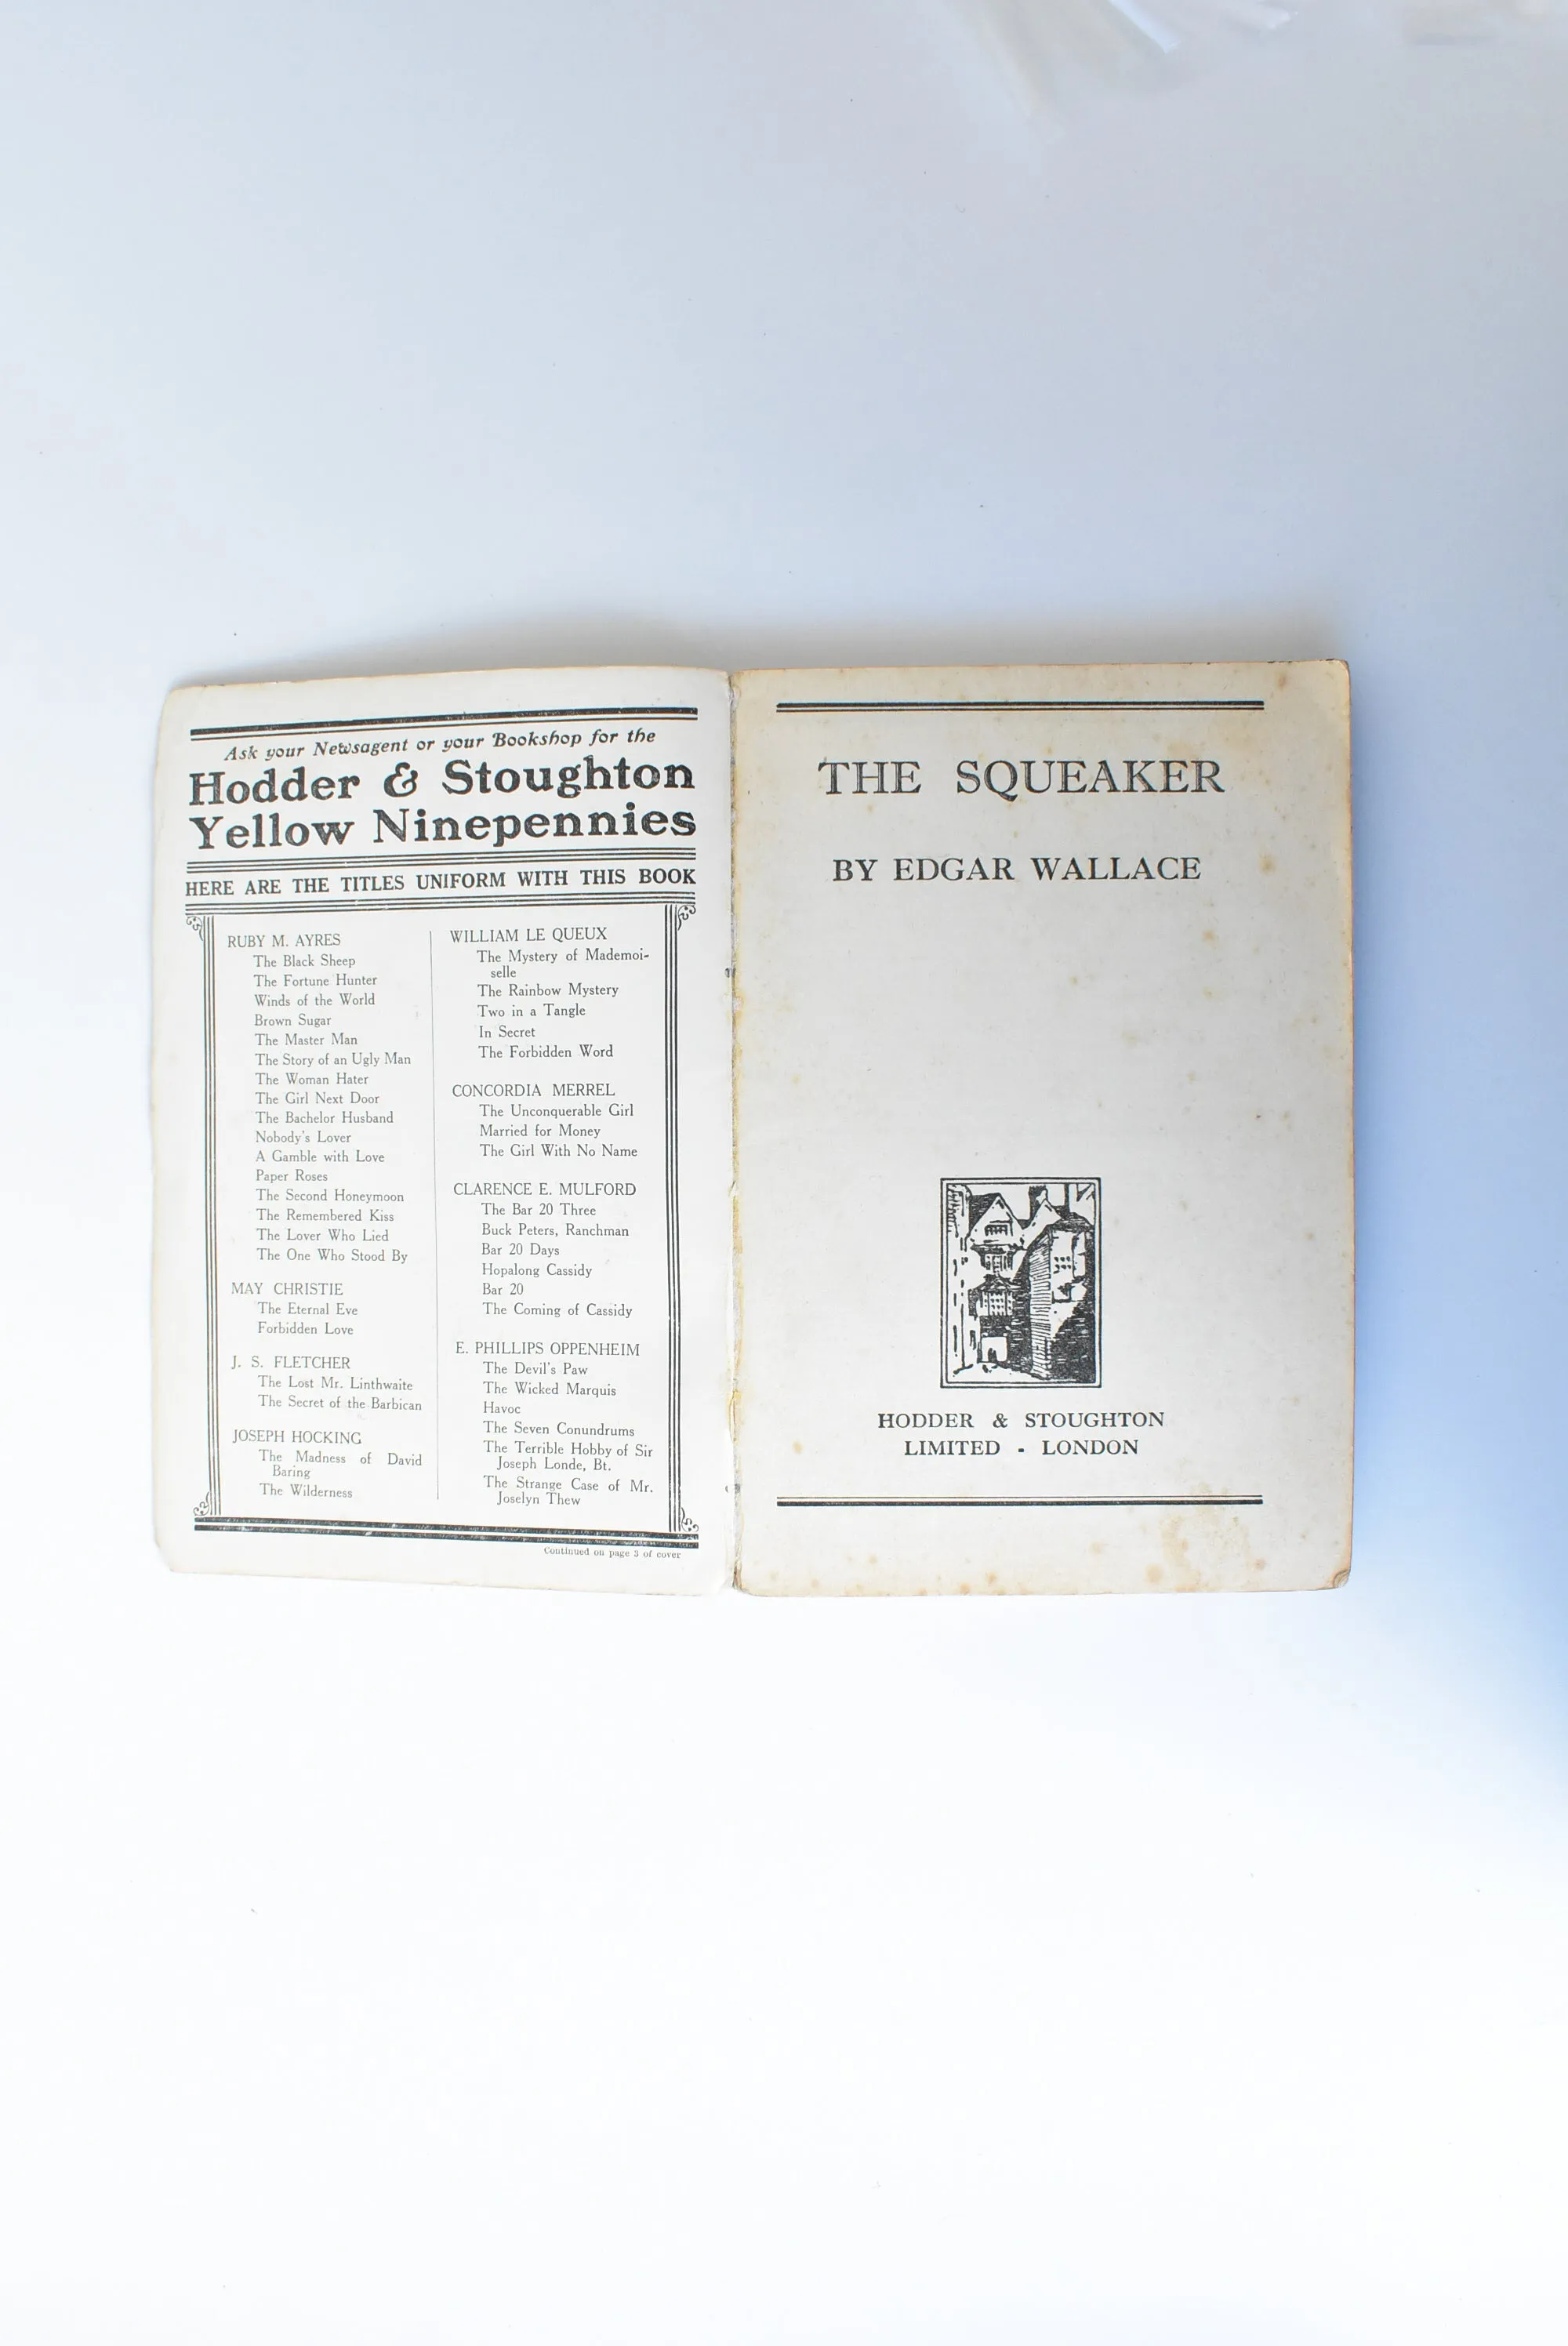 Ask your Newsagent or your Bookshop for the
Hodder & Stoughton
Yellow Ninepennies
HERE ARE THE TITLES UNIFORM WITH THIS BOOK
RUBY M. AYRES
The Black Sheep
The Fortune Hunter
Winds of the World
Brown Sugar
The Master Man
The Story of an Ugly Man
The Woman Hater
The Girl Next Door
The Bachelor Husband
Nobody's Lover
A Gamble with Love
Paper Roses
The Second Honeymoon
The Remembered Kiss
The Lover Who Lied
The One Who Stood By
MAY CHRISTIE
The Eternal Eve
Forbidden Love
J. S. FLETCHER
The Lost Mr. Linthwaite
The Secret of the Barbican
JOSEPH HOCKING
The Madness of David
Baring
The Wilderness
WILLIAM LE QUEUX
The Mystery of Mademoi-
selle
The Rainbow Mystery
Two in a Tangle
In Secret
The Forbidden Word
CONCORDIA MERREL
The Unconquerable Girl
Married for Money
The Girl With No Name
CLARENCE E. MULFORD
The Bar 20 Three
Buck Peters, Ranchman
Bar 20 Days
Hopalong Cassidy
Bar 20
The Coming of Cassidy
E. PHILLIPS OPPENHEIM
The Devil's Paw
The Wicked Marquis
Havoc
The Seven Conundrums
The Terrible Hobby of Sir
Joseph Londe, Bt.
The Strange Case of Mr.
Joselyn Thew
Continued on page 3 of cover
THE SQUEAKER
BY EDGAR WALLACE
HODDER & STOUGHTON
LIMITED - LONDON